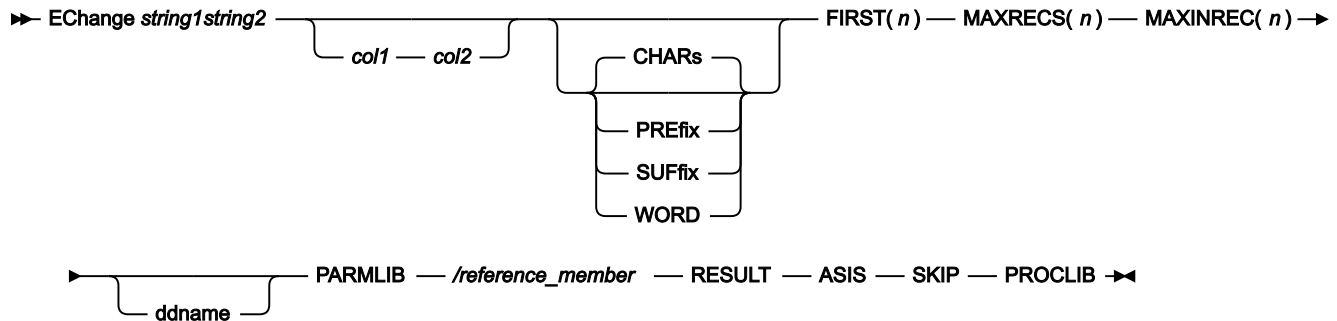 EChange string1string2 FIRST( n ) MAXRECS( n ) MAXINREC( n )
col1 col2 CHARs
PREfix
SUFfix
WORD
PARMLIB /reference_member RESULT ASIS SKIP PROCLIB
ddname